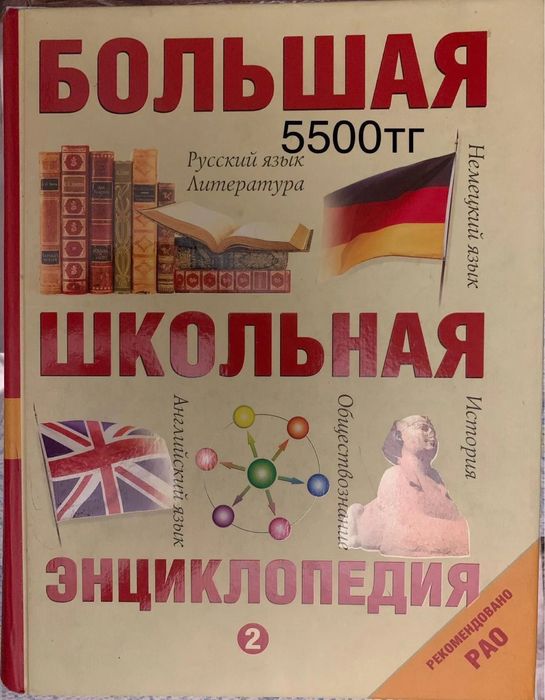 БОЛЬШАЯ
5500тг
Русский язык
Литература
Немецкий язык
ШКОЛЬНАЯ
Английский язык
Обществознание
История
ЭНЦИКЛОПЕДИЯ
2
РЕКОМЕНДОВАНО
РАО